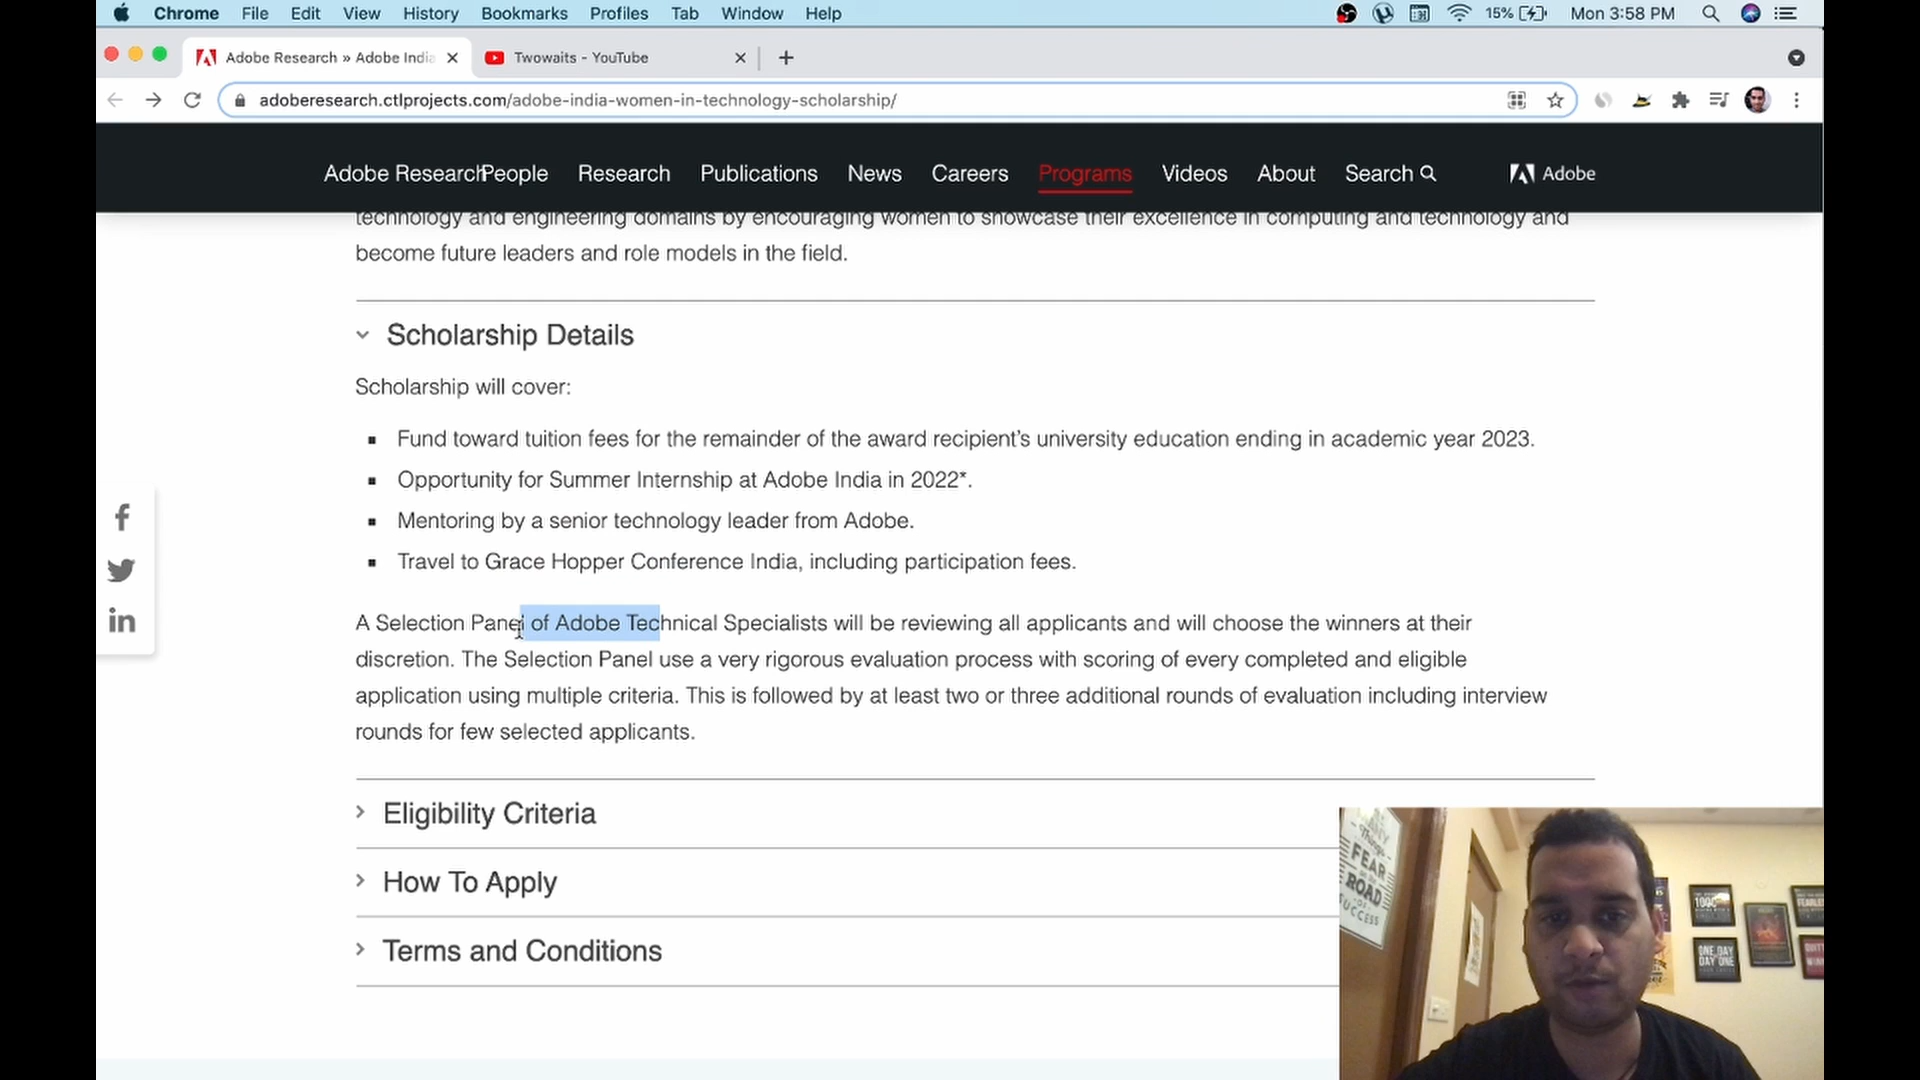 Chrome File Edit View History Bookmarks Profiles Tab Window Help 15% Mon 3:58 PM
Adobe Research » Adobe India Twowaits - YouTube
adoberesearch.ctlprojects.com/adobe-india-women-in-technology-scholarship/
Adobe Research People Research Publications News Careers Programs Videos About Search Adobe
technology and engineering domains by encouraging women to showcase their excellence in computing and technology and
become future leaders and role models in the field.
Scholarship Details
Scholarship will cover:
Fund toward tuition fees for the remainder of the award recipient's university education ending in academic year 2023.
Opportunity for Summer Internship at Adobe India in 2022*.
Mentoring by a senior technology leader from Adobe.
Travel to Grace Hopper Conference India, including participation fees.
A Selection Panel of Adobe Technical Specialists will be reviewing all applicants and will choose the winners at their
discretion. The Selection Panel use a very rigorous evaluation process with scoring of every completed and eligible
application using multiple criteria. This is followed by at least two or three additional rounds of evaluation including interview
rounds for few selected applicants.
Eligibility Criteria
How To Apply
Terms and Conditions
Things
FEAR
ROAD
SUCCESS
ONE DAY
DAY ONE